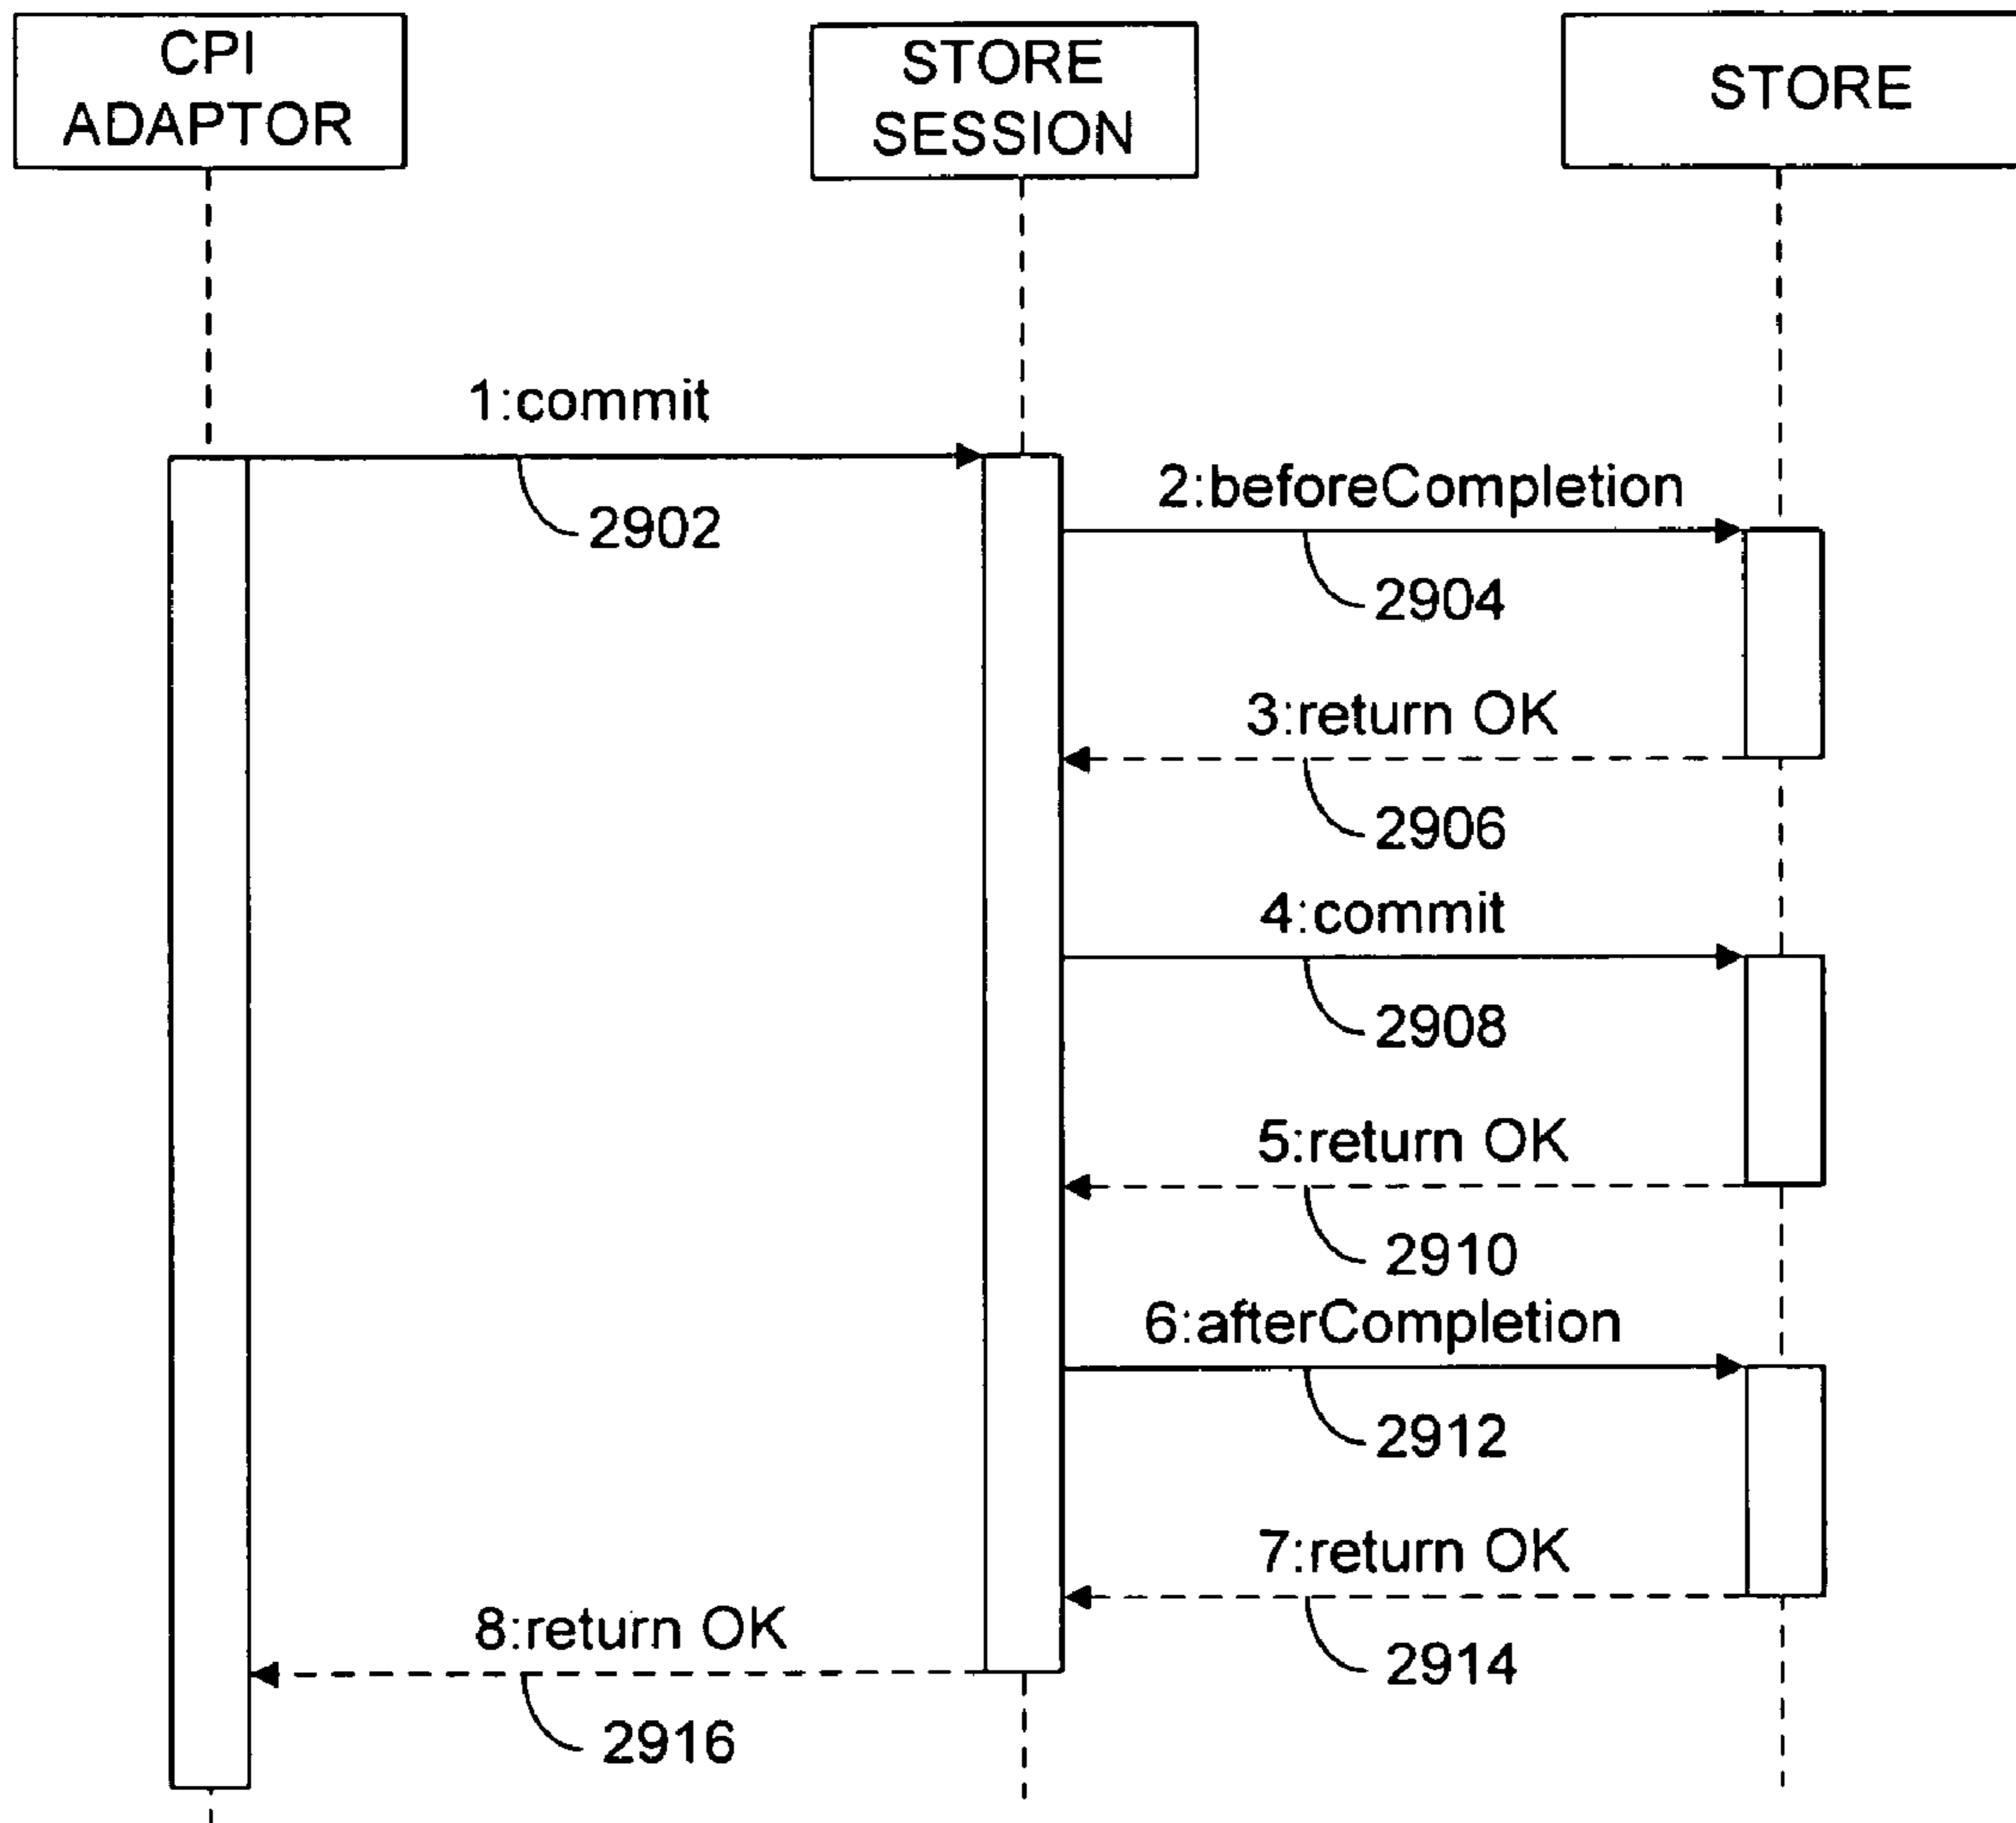 CPI
ADAPTOR
STORE
SESSION
STORE
1:commit
2902
2:beforeCompletion
2904
3:return OK
2906
4:commit
2908
5:return OK
2910
6:afterCompletion
2912
7:return OK
2914
8:return OK
2916